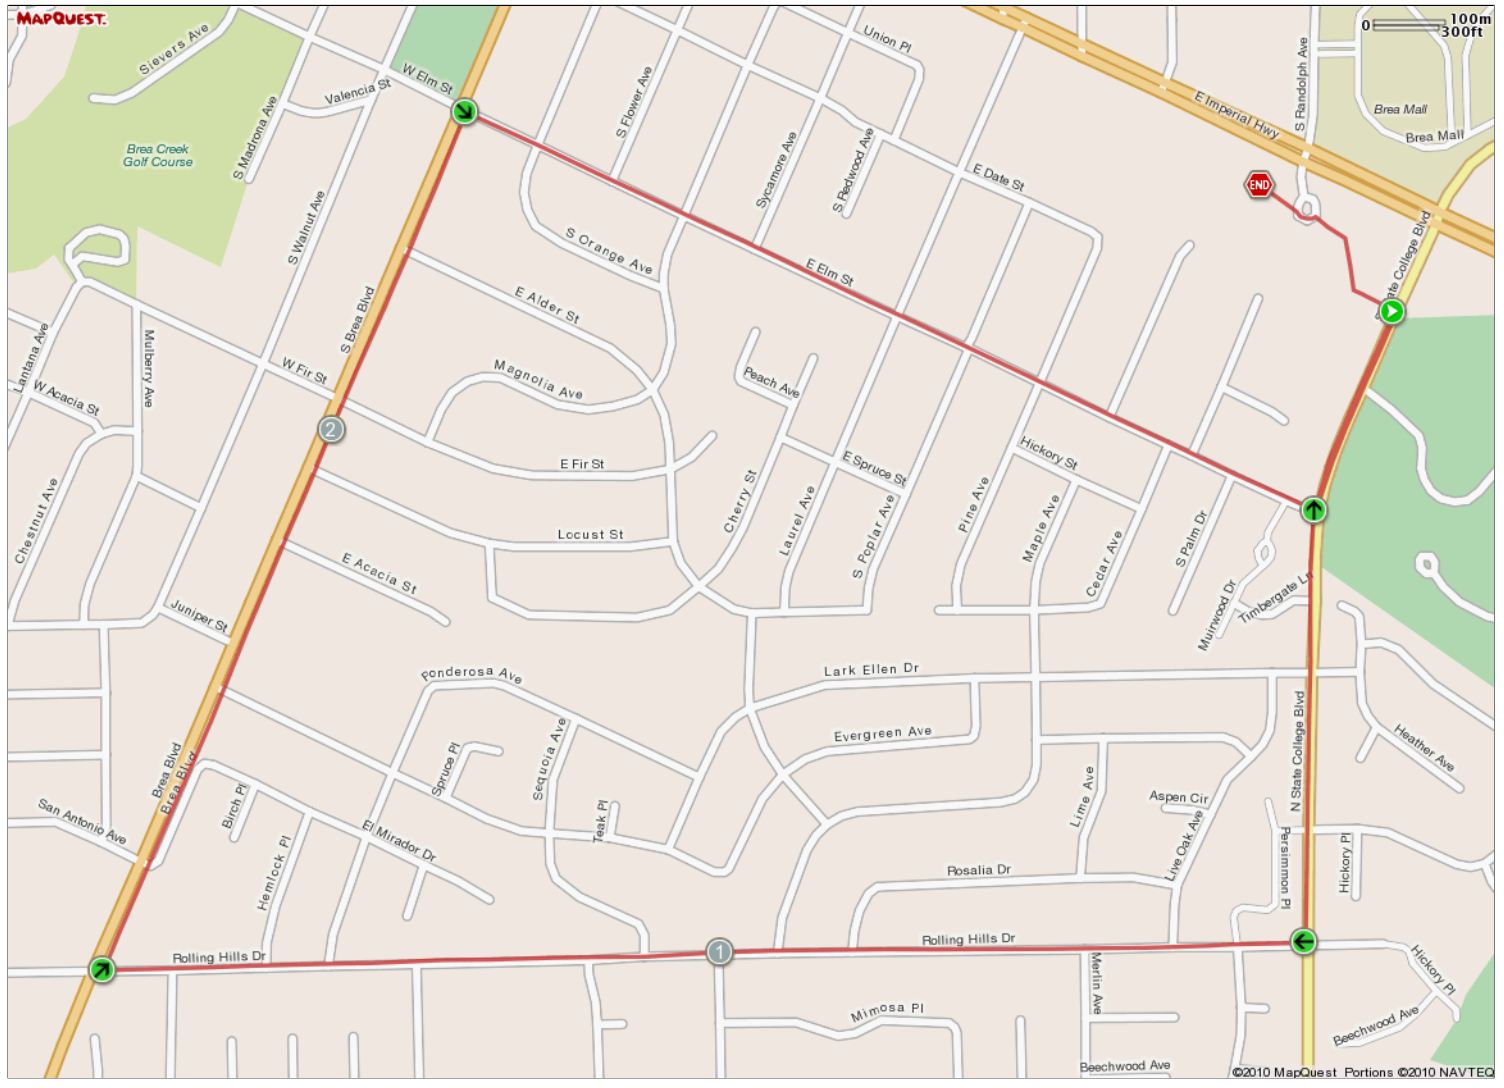 MAPQUEST.
0
100m
300ft
Sievers Ave
W Elm St
Valencia St
Union Pl
S Flower Ave
S Madrona Ave
Brea Creek
Golf Course
S Walnut Ave
Sycamore Ave
S Redwood Ave
E Date St
E Imperial Hwy
S Randolph Ave
Brea Mall
Brea Mall
END
ate College Blvd
S Orange Ave
E Elm St
E Alder St
S Brea Blvd
Lantana Ave
Mulberry Ave
W Fir St
W Acacia St
Magnolia Ave
Peach Ave
2
E Fir St
E Spruce St
Hickory St
Chestnut Ave
Cherry St
Laurel Ave
S Poplar Ave
Pine Ave
Maple Ave
Cedar Ave
S Palm Dr
Locust St
E Acacia St
Juniper St
Muirwood Dr
Timbergate Ln
Ponderosa Ave
Lark Ellen Dr
Evergreen Ave
N State College Blvd
Heather Ave
Brea Blvd
Brea Blvd
Spruce Pl
Sequoia Ave
Birch Pl
San Antonio Ave
El Mirador Dr
Hemlock Pl
Teak Pl
Lime Ave
Aspen Cir
Live Oak Ave
Persimmon Pl
Hickory Pl
Rosalia Dr
Rolling Hills Dr
1
Rolling Hills Dr
Hickory Pl
Merlin Ave
Mimosa Pl
Beechwood Ave
Beechwood Ave
©2010 MapQuest Portions ©2010 NAVTEQ